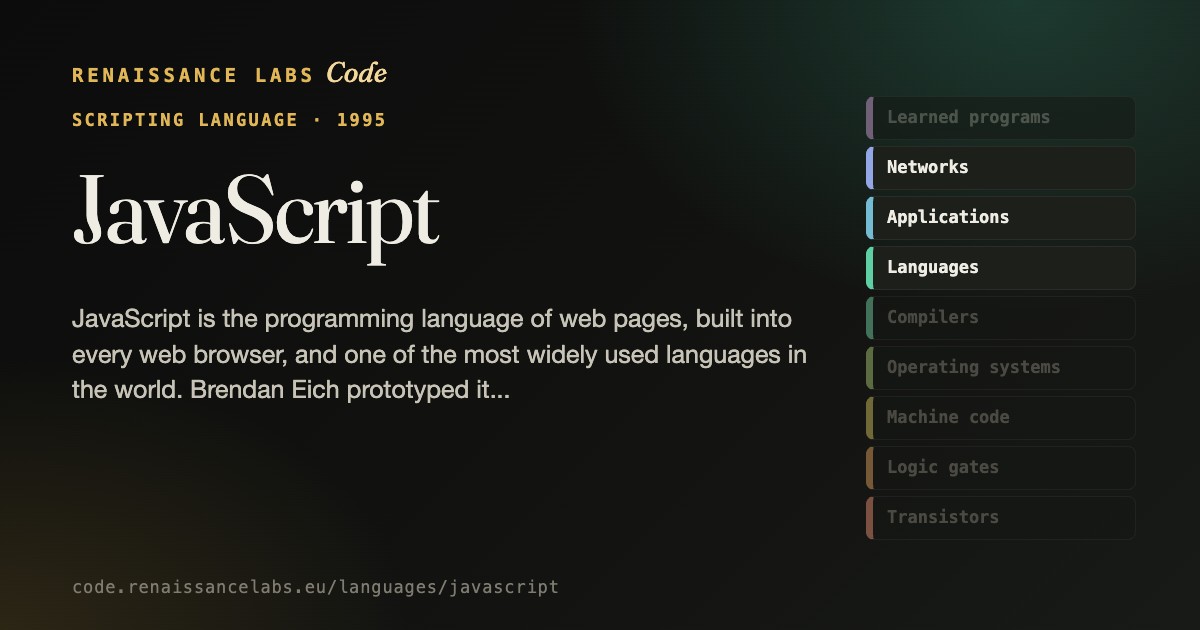 RENAISSANCE LABS Code
SCRIPTING LANGUAGE · 1995
JavaScript
JavaScript is the programming language of web pages, built into
every web browser, and one of the most widely used languages in
the world. Brendan Eich prototyped it...
code.renaissancelabs.eu/languages/javascript
Learned programs
Networks
Applications
Languages
Compilers
Operating systems
Machine code
Logic gates
Transistors